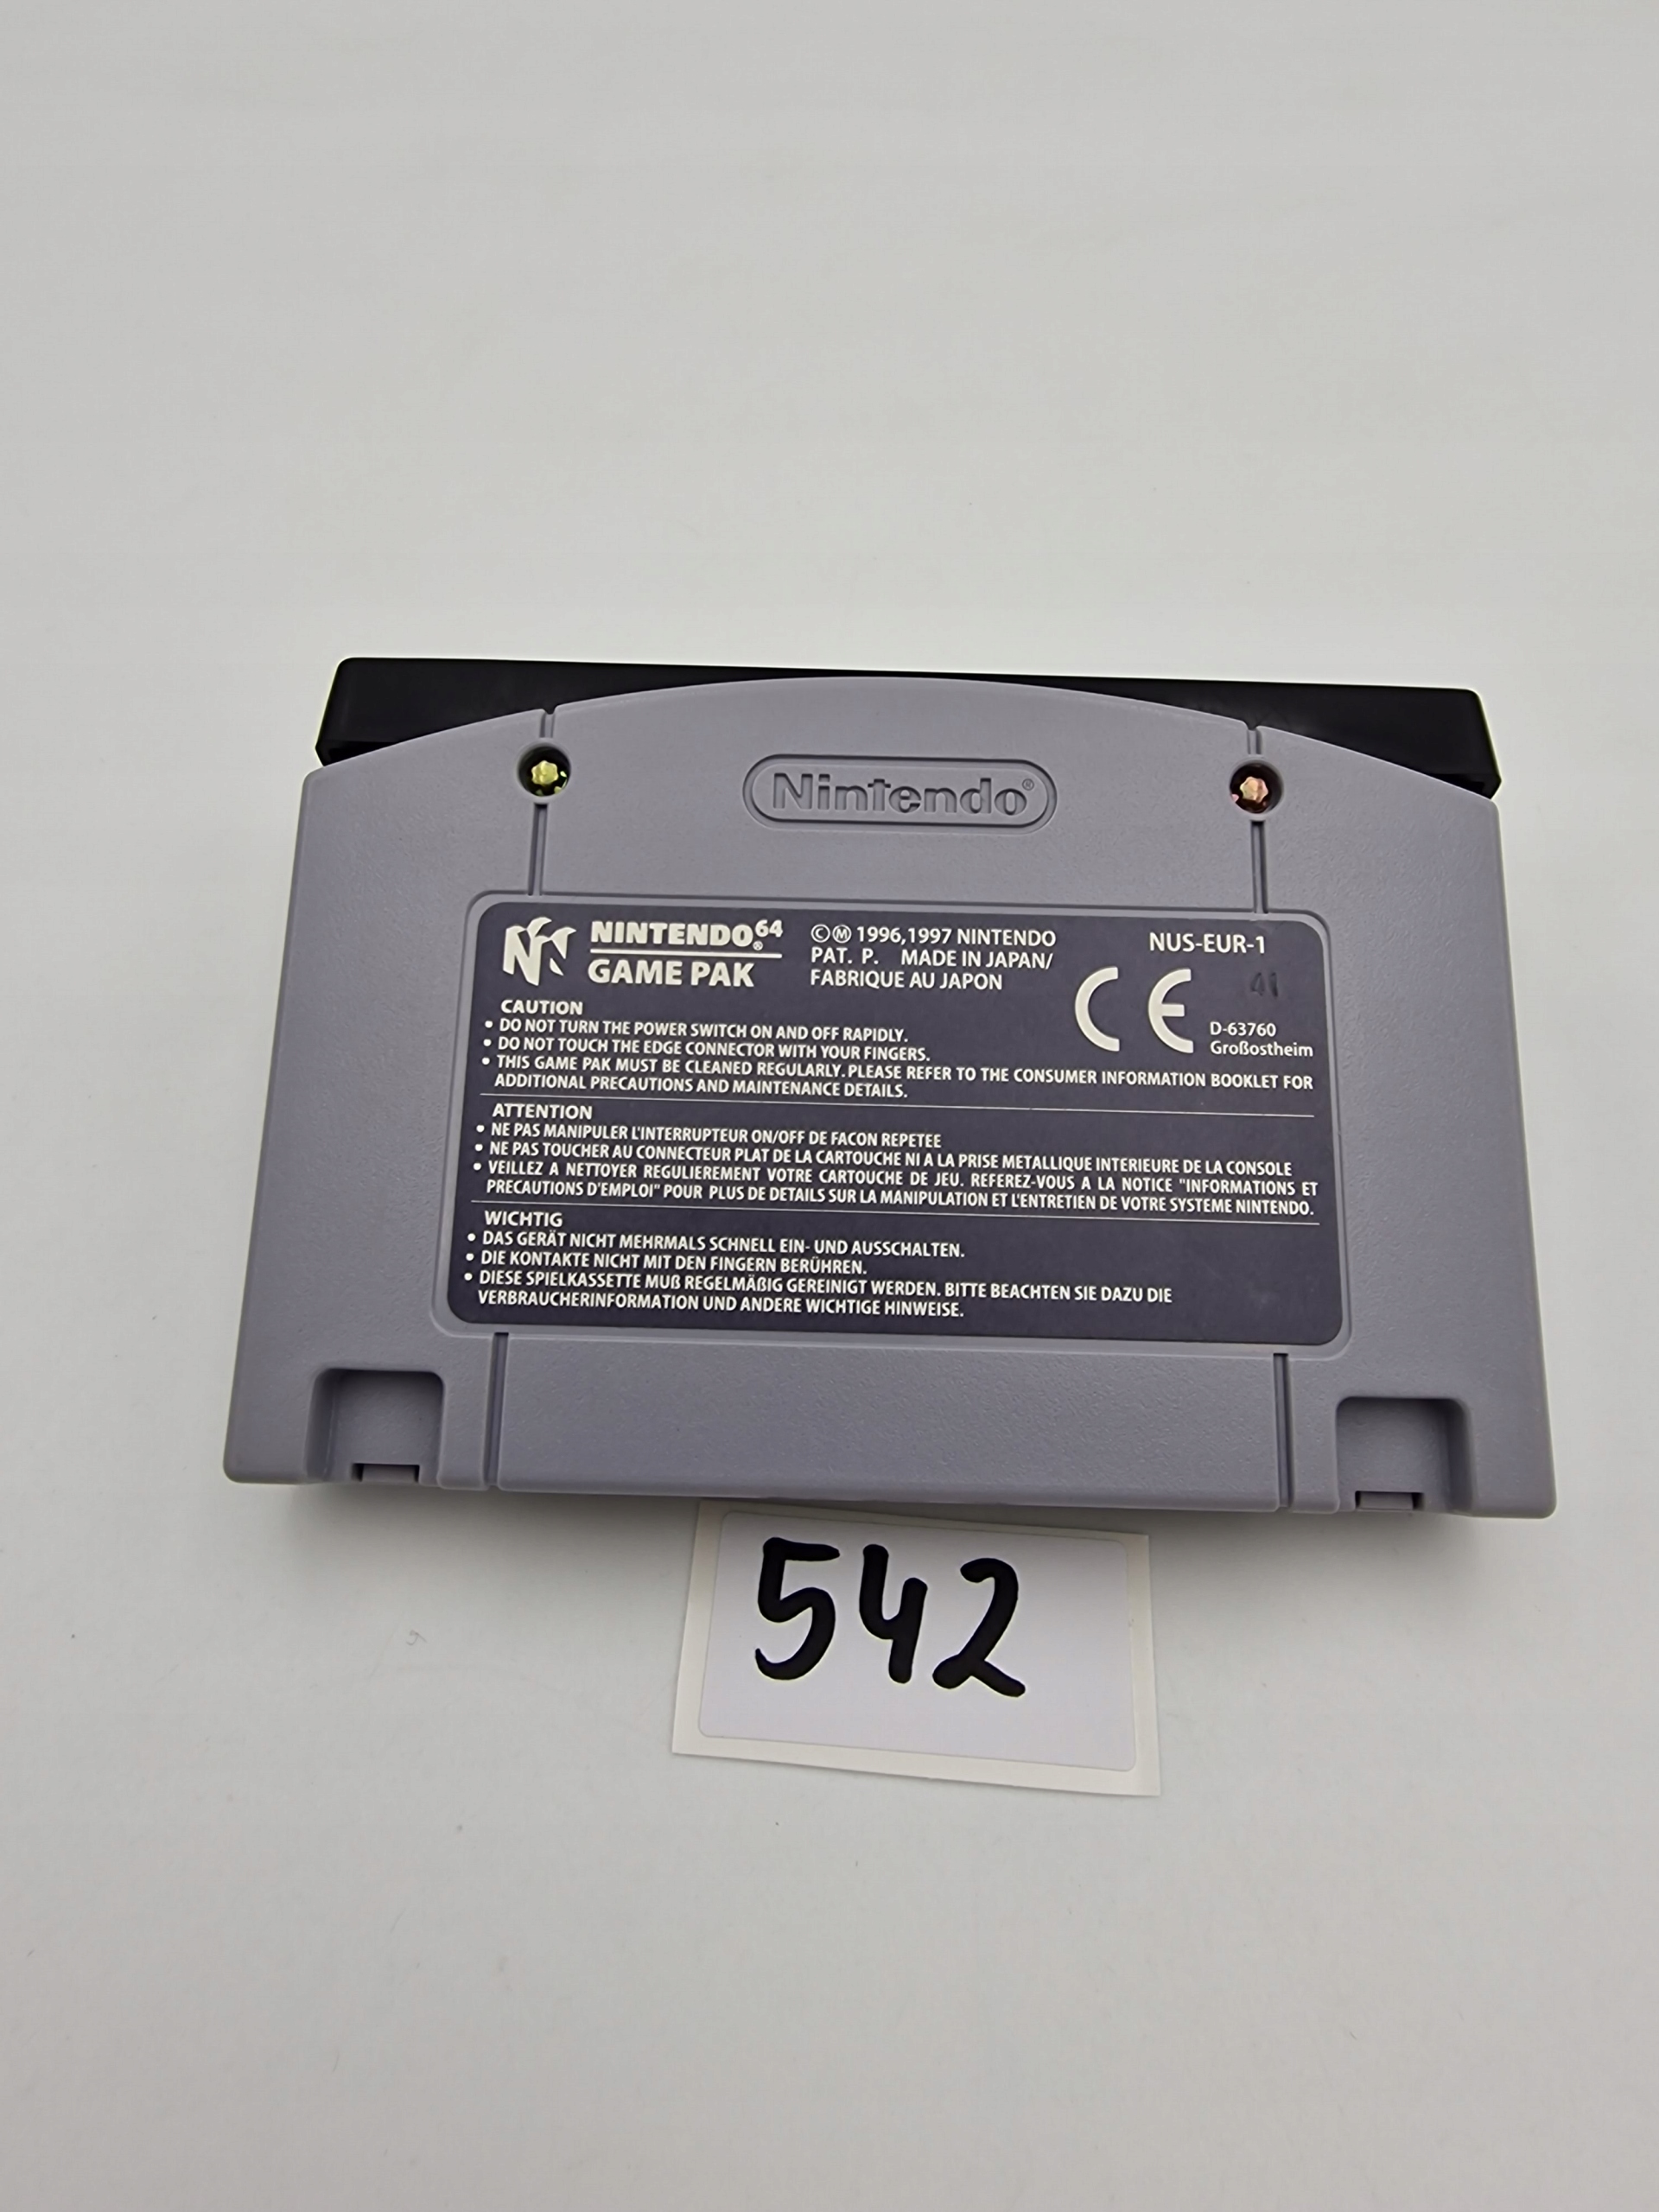 Nintendo®
NINTENDO⁶⁴®
GAME PAK
©Ⓜ 1996,1997 NINTENDO
PAT. P. MADE IN JAPAN/
FABRIQUE AU JAPON
NUS-EUR-1
CE
41
D-63760
Großostheim
CAUTION
• DO NOT TURN THE POWER SWITCH ON AND OFF RAPIDLY.
• DO NOT TOUCH THE EDGE CONNECTOR WITH YOUR FINGERS.
• THIS GAME PAK MUST BE CLEANED REGULARLY. PLEASE REFER TO THE CONSUMER INFORMATION BOOKLET FOR
ADDITIONAL PRECAUTIONS AND MAINTENANCE DETAILS.
ATTENTION
• NE PAS MANIPULER L'INTERRUPTEUR ON/OFF DE FACON REPETEE
• NE PAS TOUCHER AU CONNECTEUR PLAT DE LA CARTOUCHE NI A LA PRISE METALLIQUE INTERIEURE DE LA CONSOLE
• VEILLEZ A NETTOYER REGULIEREMENT VOTRE CARTOUCHE DE JEU. REFEREZ-VOUS A LA NOTICE "INFORMATIONS ET
PRECAUTIONS D'EMPLOI" POUR PLUS DE DETAILS SUR LA MANIPULATION ET L'ENTRETIEN DE VOTRE SYSTEME NINTENDO.
WICHTIG
• DAS GERÄT NICHT MEHRMALS SCHNELL EIN- UND AUSSCHALTEN.
• DIE KONTAKTE NICHT MIT DEN FINGERN BERÜHREN.
• DIESE SPIELKASSETTE MUß REGELMÄßIG GEREINIGT WERDEN. BITTE BEACHTEN SIE DAZU DIE
VERBRAUCHERINFORMATION UND ANDERE WICHTIGE HINWEISE.
542